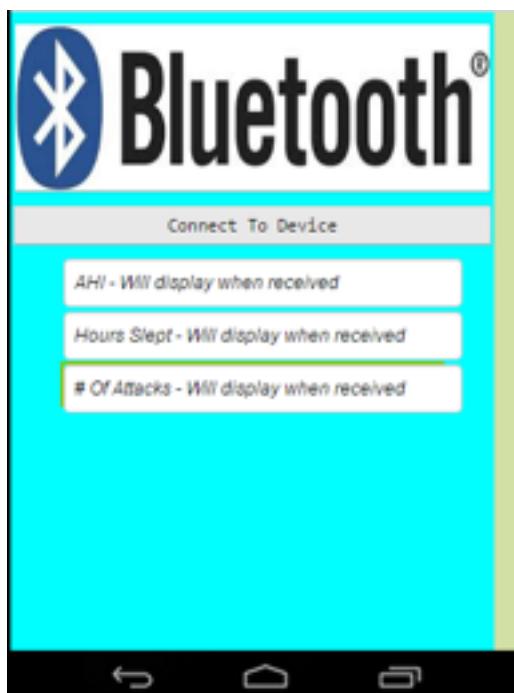 Bluetooth®
Connect To Device
AHI - Will display when received
Hours Slept - Will display when received
# Of Attacks - Will display when received